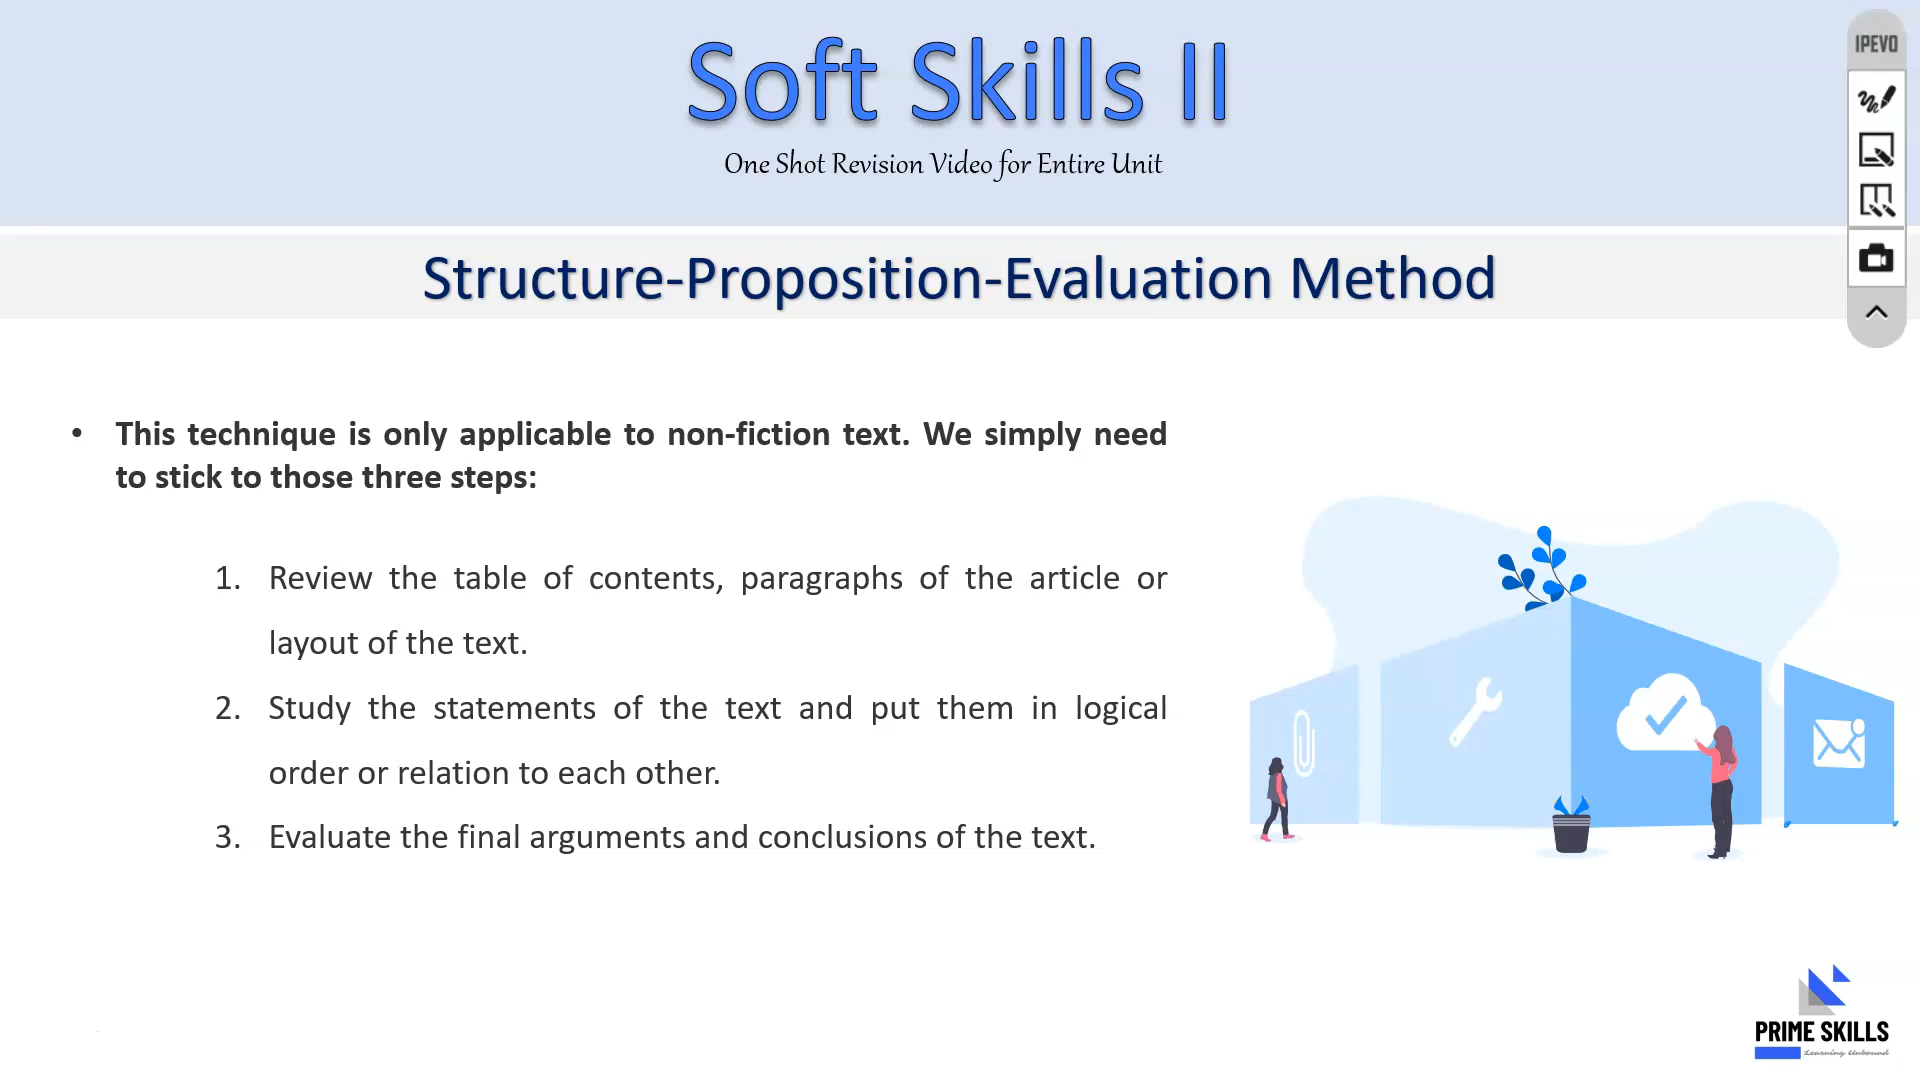 Soft Skills II
One Shot Revision Video for Entire Unit
IPEVO
Structure-Proposition-Evaluation Method
• This technique is only applicable to non-fiction text. We simply need
to stick to those three steps:
1. Review the table of contents, paragraphs of the article or
layout of the text.
2. Study the statements of the text and put them in logical
order or relation to each other.
3. Evaluate the final arguments and conclusions of the text.
PRIME SKILLS
Learning Unbound